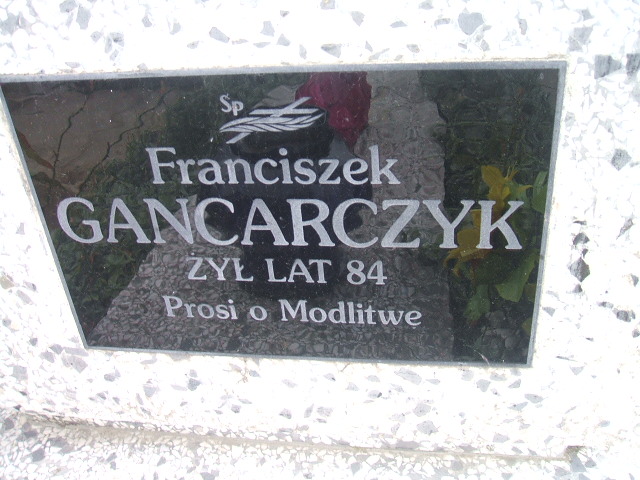 Śp
Franciszek
GANCARCZYK
ŻYŁ LAT 84
Prosi o Modlitwę